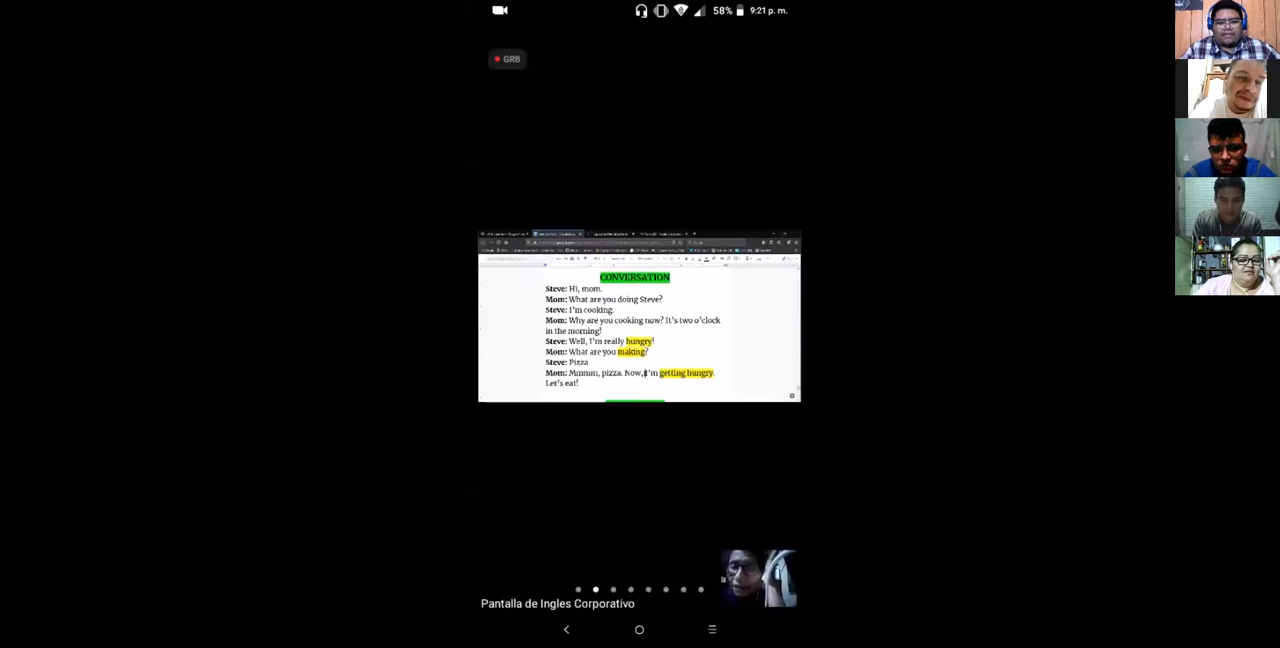 58% 9:21 p. m.
GRB
CONVERSATION
Steve: Hi, mom.
Mom: What are you doing Steve?
Steve: I'm cooking.
Mom: Why are you cooking now? It's two o'clock
in the morning!
Steve: Well, I'm really hungry!
Mom: What are you making?
Steve: Pizza
Mom: Mmmm, pizza. Now, I'm getting hungry.
Let's eat!
Pantalla de Ingles Corporativo